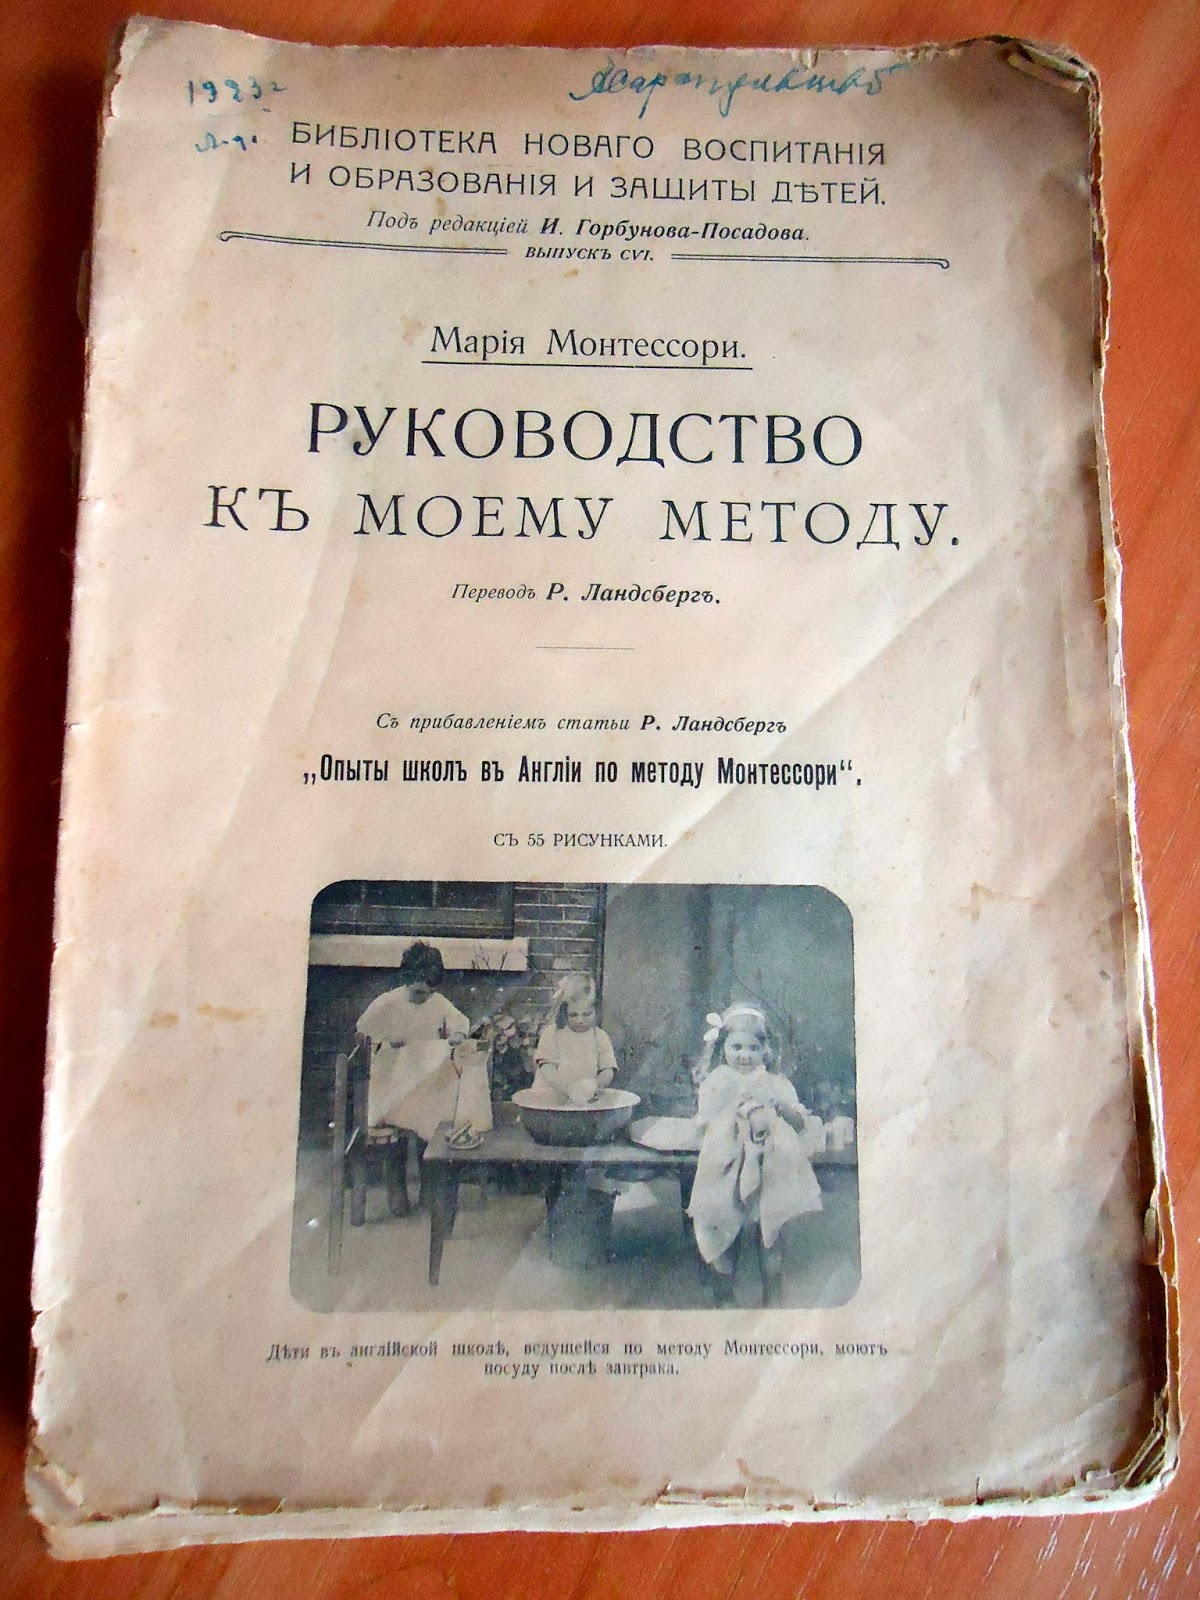 1923г
БИБЛІОТЕКА НОВАГО ВОСПИТАНІЯ
И ОБРАЗОВАНІЯ И ЗАЩИТЫ ДѢТЕЙ.
Подъ редакціей И. Горбунова-Посадова.
ВЫПУСКЪ CVI.
Марія Монтессори.
РУКОВОДСТВО
КЪ МОЕМУ МЕТОДУ.
Переводъ Р. Ландсбергъ.
Съ прибавленіемъ статьи Р. Ландсбергъ
„Опыты школъ въ Англіи по методу Монтессори“.
СЪ 55 РИСУНКАМИ.
Дѣти въ англійской школѣ, ведущейся по методу Монтессори, моютъ
посуду послѣ завтрака.